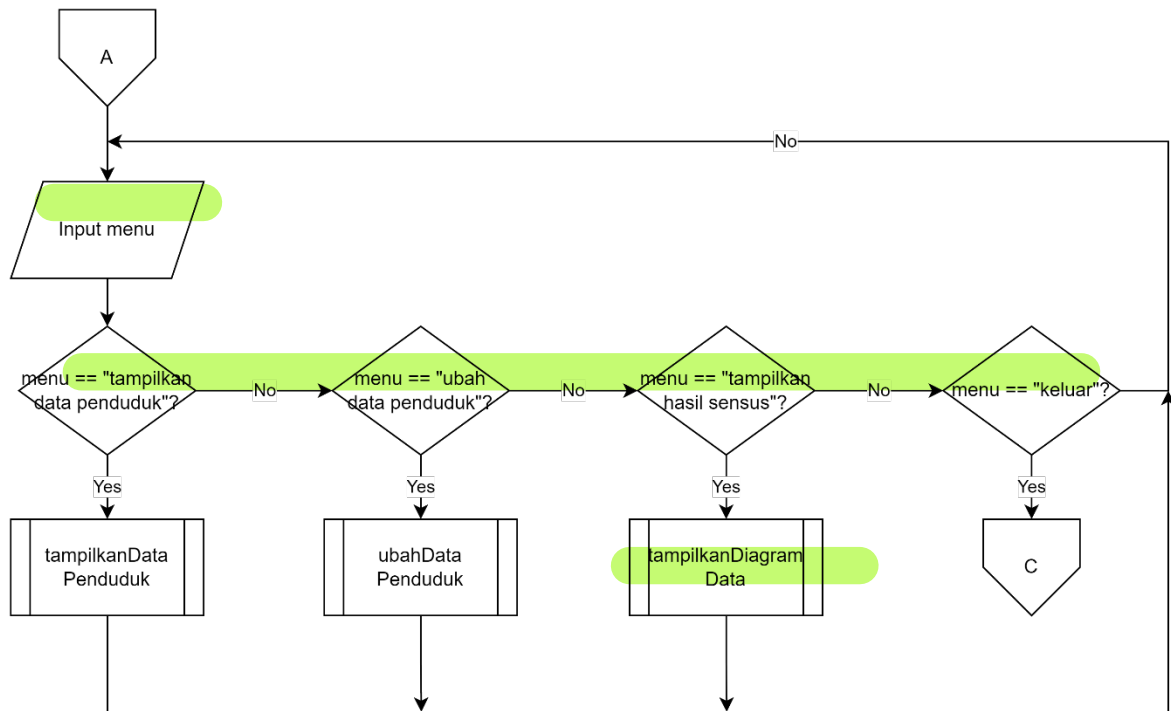 A
No
Input menu
menu == "tampilkan
data penduduk"?
No
menu == "ubah
data penduduk"?
No
menu == "tampilkan
hasil sensus"?
No
menu == "keluar"?
Yes
Yes
Yes
Yes
tampilkanData
Penduduk
ubahData
Penduduk
tampilkanDiagram
Data
C